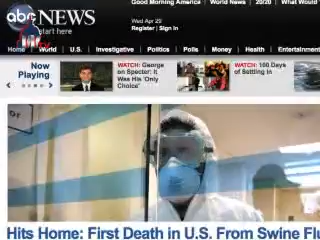 Good Morning America | World News | 20/20 | What Would
abc NEWS
start here
Wed Apr 29
Register | Sign In
Home World U.S. Investigative Politics Polls Money Health Entertainment
Now Playing
WATCH: George on Specter: It Was His 'Only Choice'
WATCH: 100 Days of Settling in
Hits Home: First Death in U.S. From Swine Flu